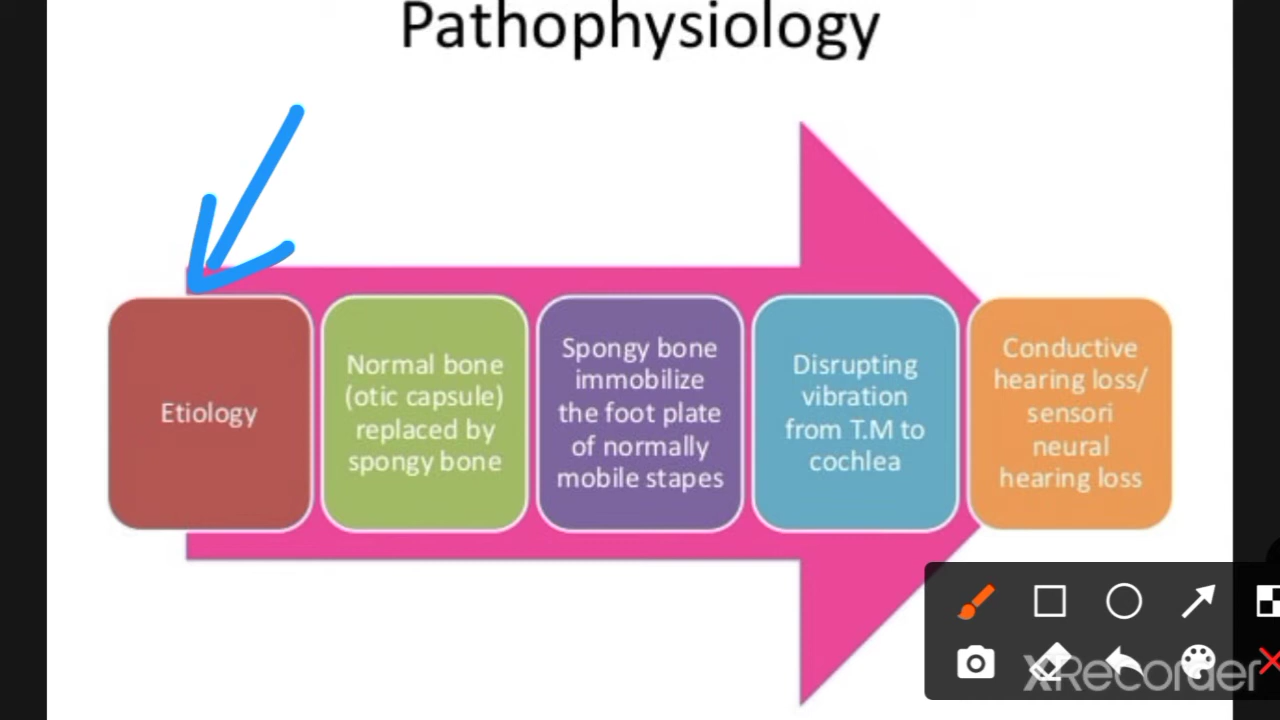 Pathophysiology
Etiology
Normal bone
(otic capsule)
replaced by
spongy bone
Spongy bone
immobilize
the foot plate
of normally
mobile stapes
Disrupting
vibration
from T.M to
cochlea
Conductive
hearing loss/
sensori
neural
hearing loss
XRecorder